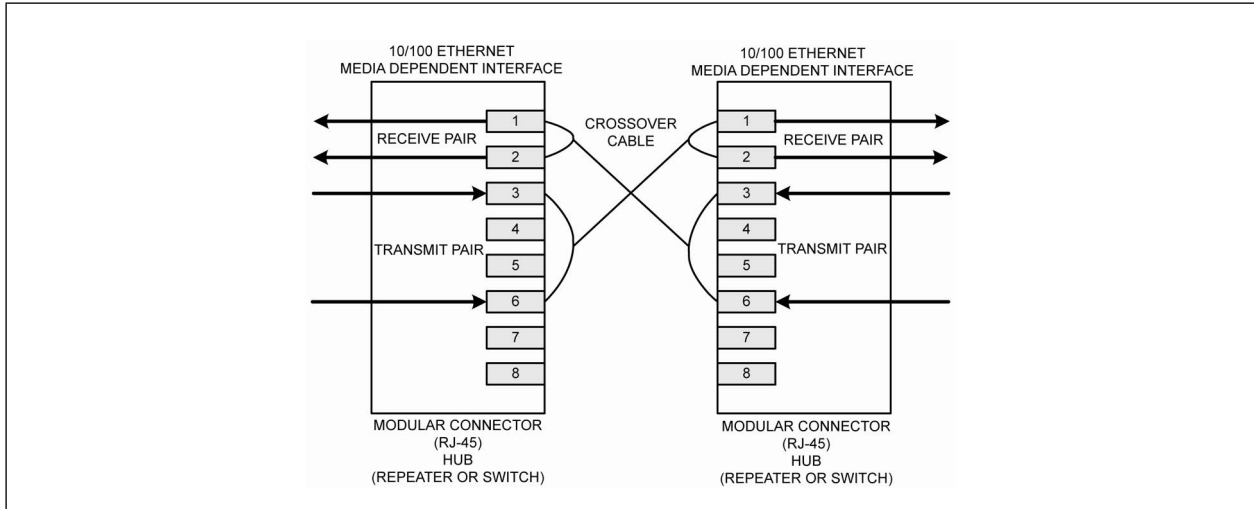 10/100 ETHERNET
MEDIA DEPENDENT INTERFACE
1
RECEIVE PAIR
2
3
4
TRANSMIT PAIR
5
6
7
8
MODULAR CONNECTOR
(RJ-45)
HUB
(REPEATER OR SWITCH)
CROSSOVER
CABLE
10/100 ETHERNET
MEDIA DEPENDENT INTERFACE
1
RECEIVE PAIR
2
3
4
TRANSMIT PAIR
5
6
7
8
MODULAR CONNECTOR
(RJ-45)
HUB
(REPEATER OR SWITCH)